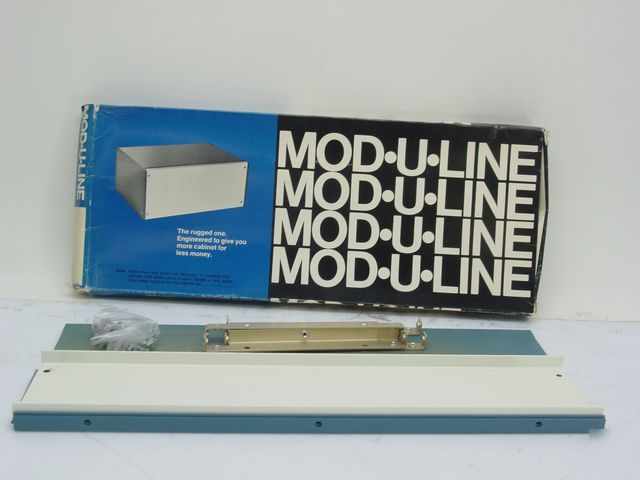 MOD•U•LINE
MOD•U•LINE
MOD•U•LINE
MOD•U•LINE
MOD•U•LINE
The rugged one.
Engineered to give you
more cabinet for
less money.